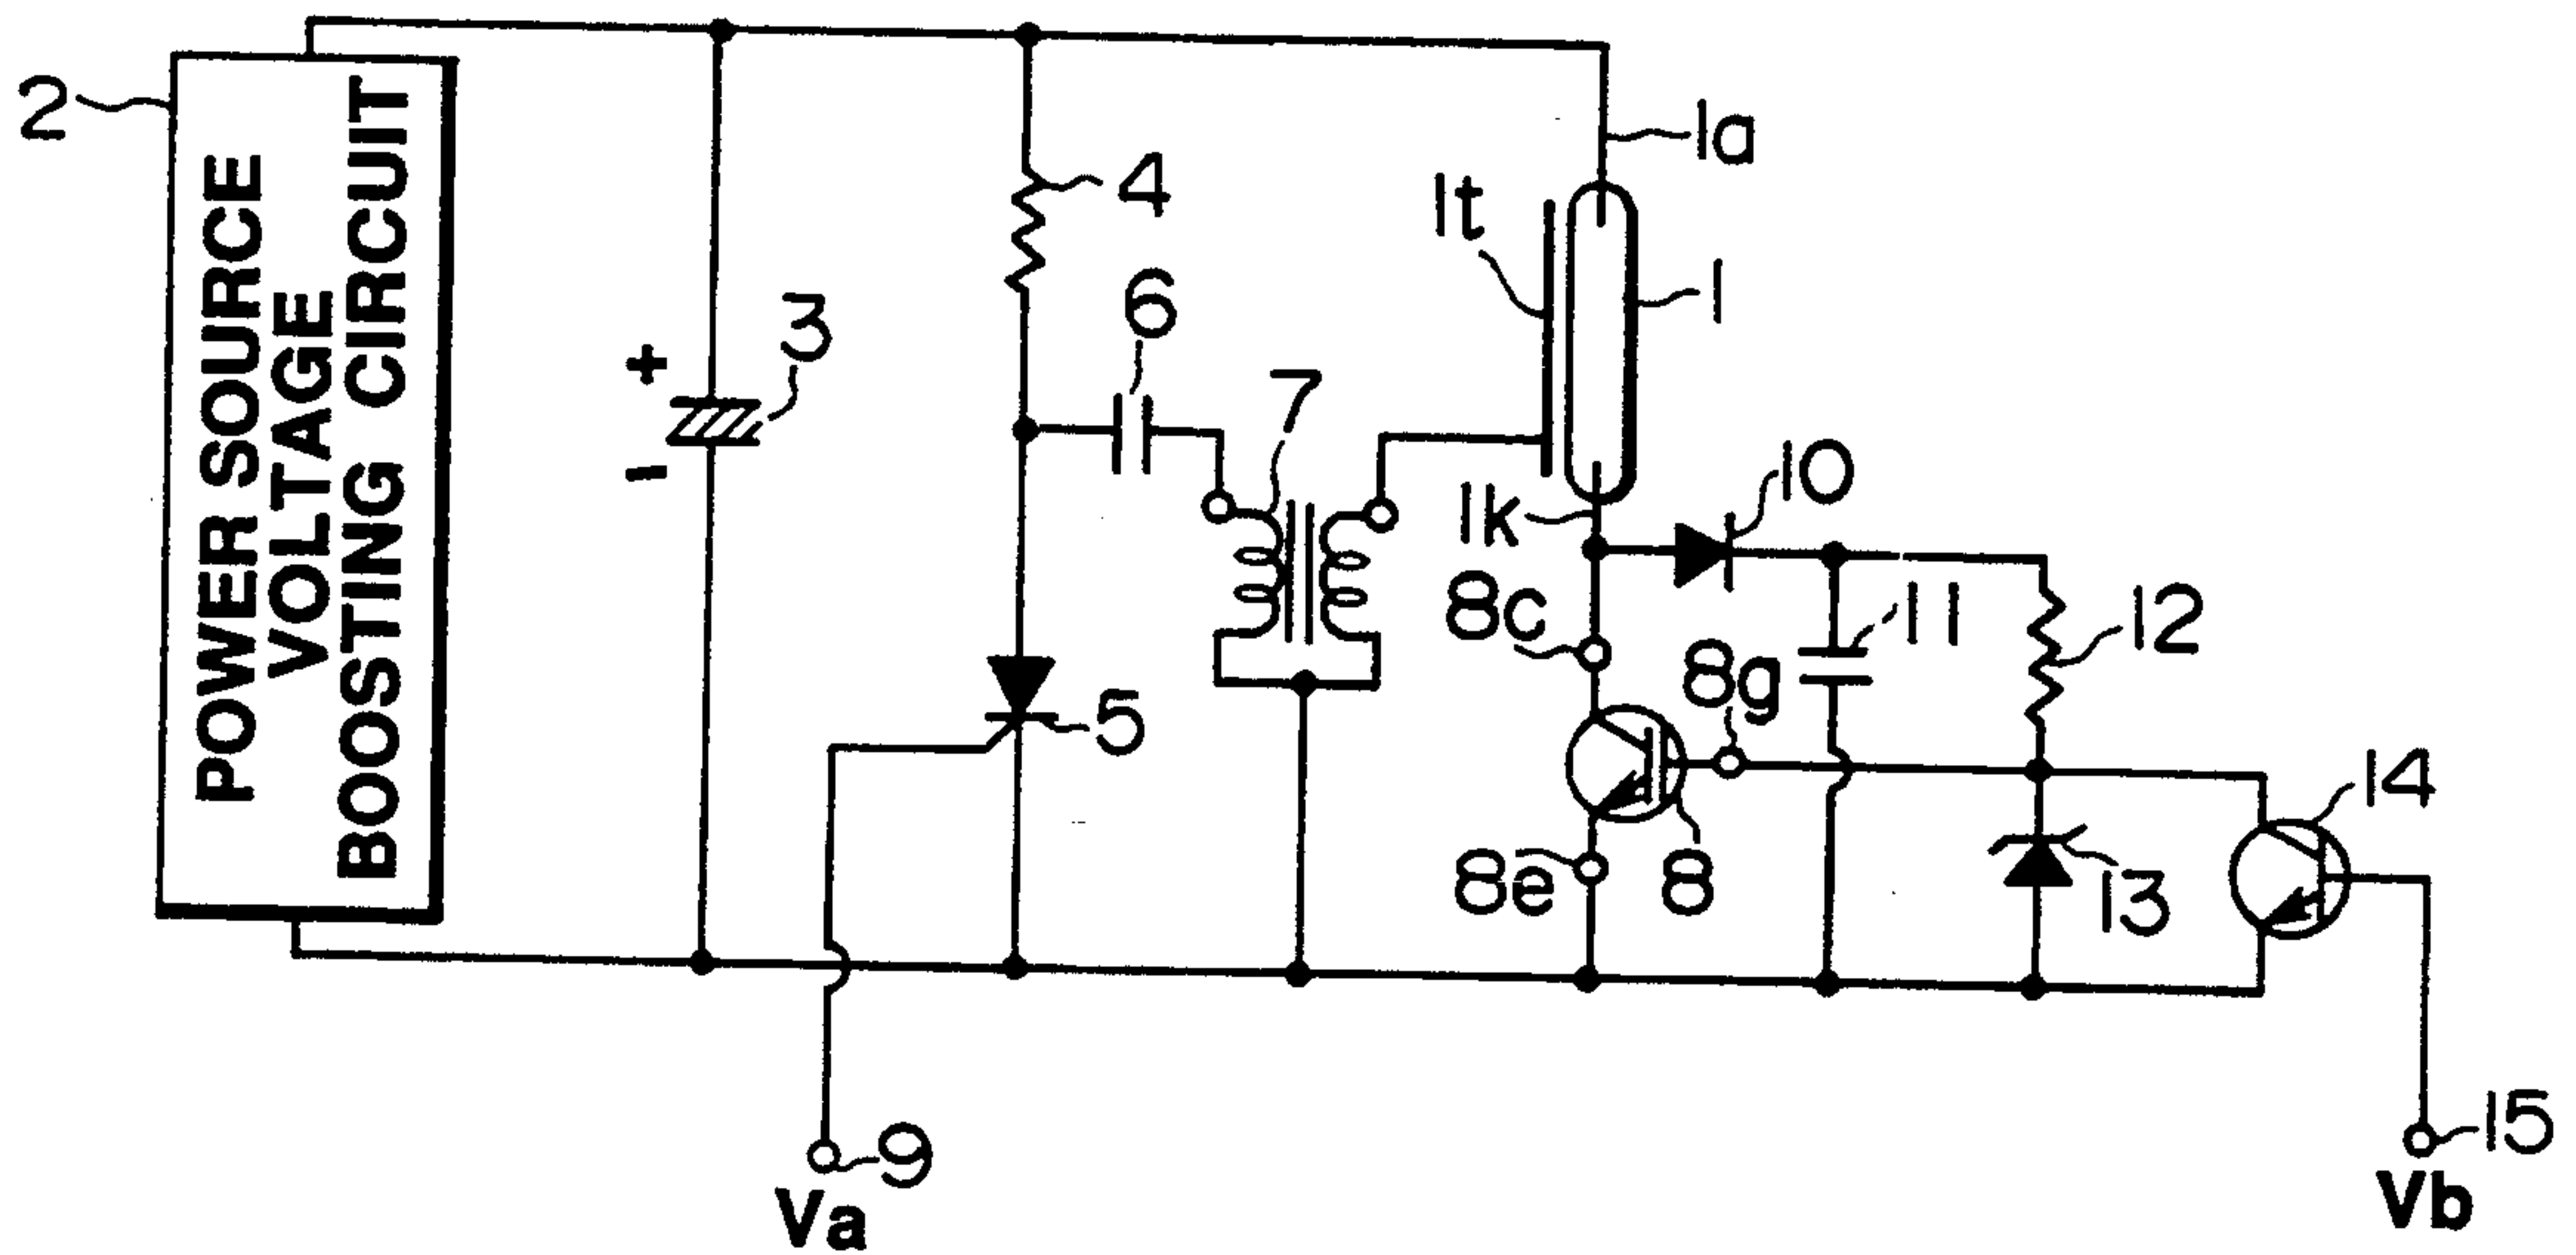 2
POWER SOURCE
VOLTAGE
BOOSTING CIRCUIT
+
3
-
4
6
7
5
1a
1t
1
1k
10
8c
8g
11
12
8e
8
13
14
9
Va
15
Vb